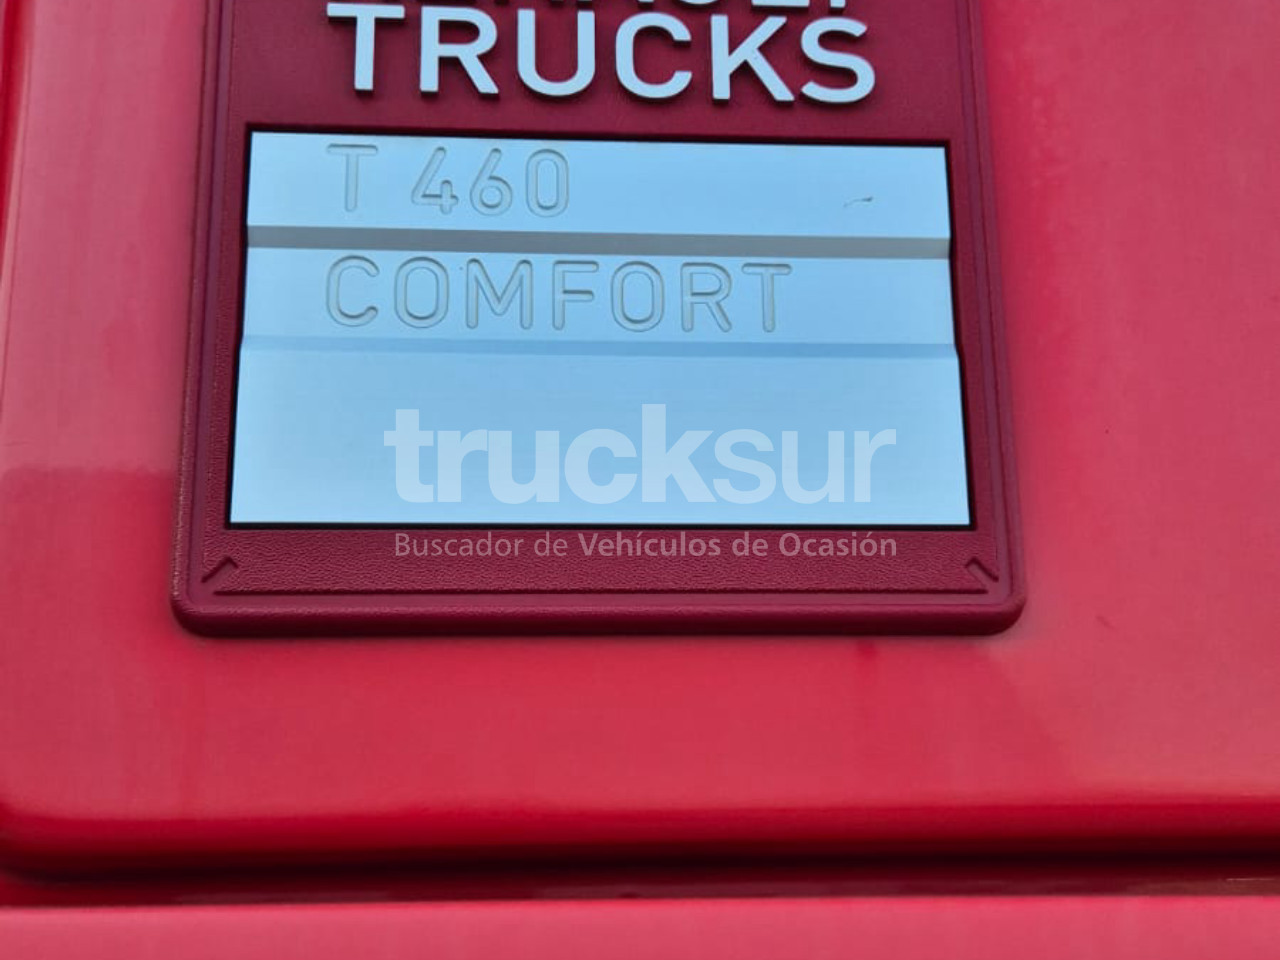 TRUCKS
T 460
COMFORT
trucksur
Buscador de Vehículos de Ocasión